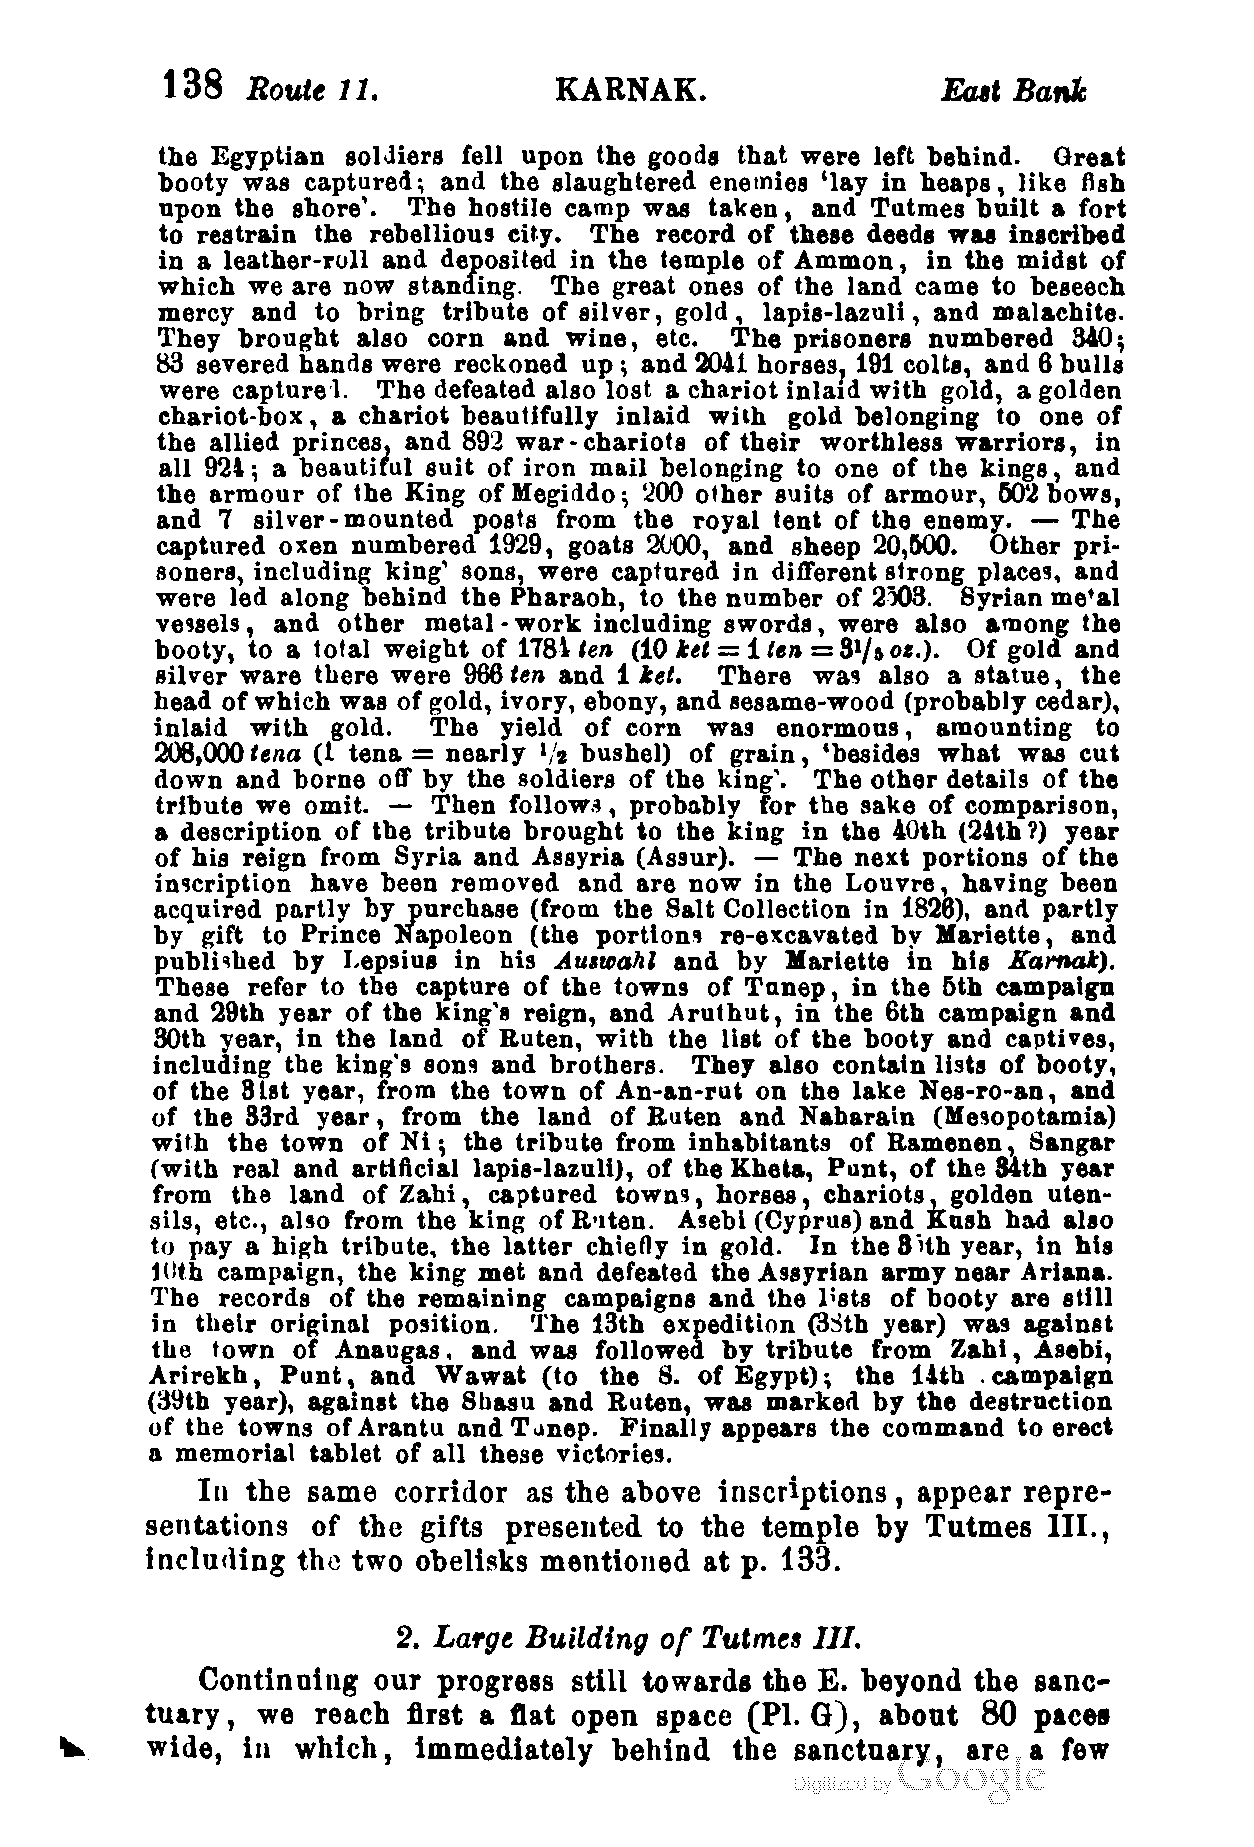 138 Route 11. KARNAK. East Bank
the Egyptian soldiers fell upon the goods that were left behind. Great
booty was captured; and the slaughtered enemies 'lay in heaps, like fish
upon the shore'. The hostile camp was taken, and Tutmes built a fort
to restrain the rebellious city. The record of these deeds was inscribed
in a leather-roll and deposited in the temple of Ammon, in the midst of
which we are now standing. The great ones of the land came to beseech
mercy and to bring tribute of silver, gold, lapis-lazuli, and malachite.
They brought also corn and wine, etc. The prisoners numbered 340;
83 severed hands were reckoned up; and 2041 horses, 191 colts, and 6 bulls
were captured. The defeated also lost a chariot inlaid with gold, a golden
chariot-box, a chariot beautifully inlaid with gold belonging to one of
the allied princes, and 892 war-chariots of their worthless warriors, in
all 924; a beautiful suit of iron mail belonging to one of the kings, and
the armour of the King of Megiddo; 200 other suits of armour, 502 bows,
and 7 silver-mounted posts from the royal tent of the enemy. — The
captured oxen numbered 1929, goats 2000, and sheep 20,500. Other pri-
soners, including king' sons, were captured in different strong places, and
were led along behind the Pharaoh, to the number of 2503. Syrian metal
vessels, and other metal-work including swords, were also among the
booty, to a total weight of 1784 ten (10 ket = 1 ten = 3 1/5 oz.). Of gold and
silver ware there were 966 ten and 1 ket. There was also a statue, the
head of which was of gold, ivory, ebony, and sesame-wood (probably cedar),
inlaid with gold. The yield of corn was enormous, amounting to
208,000 tena (1 tena = nearly 1/2 bushel) of grain, 'besides what was cut
down and borne off by the soldiers of the king'. The other details of the
tribute we omit. — Then follows, probably for the sake of comparison,
a description of the tribute brought to the king in the 40th (24th?) year
of his reign from Syria and Assyria (Assur). — The next portions of the
inscription have been removed and are now in the Louvre, having been
acquired partly by purchase (from the Salt Collection in 1826), and partly
by gift to Prince Napoleon (the portions re-excavated by Mariette, and
published by Lepsius in his Auswahl and by Mariette in his Karnak).
These refer to the capture of the towns of Tunep, in the 5th campaign
and 29th year of the king's reign, and Aruthut, in the 6th campaign and
30th year, in the land of Ruten, with the list of the booty and captives,
including the king's sons and brothers. They also contain lists of booty,
of the 31st year, from the town of An-an-rut on the lake Nes-ro-an, and
of the 33rd year, from the land of Ruten and Naharain (Mesopotamia)
with the town of Ni; the tribute from inhabitants of Ramenen, Sangar
(with real and artificial lapis-lazuli), of the Kheta, Punt, of the 34th year
from the land of Zahi, captured towns, horses, chariots, golden uten-
sils, etc., also from the king of Ruten. Asebi (Cyprus) and Kush had also
to pay a high tribute, the latter chiefly in gold. In the 35th year, in his
10th campaign, the king met and defeated the Assyrian army near Ariana.
The records of the remaining campaigns and the lists of booty are still
in their original position. The 13th expedition (38th year) was against
the town of Anaugas, and was followed by tribute from Zahi, Asebi,
Arirekh, Punt, and Wawat (to the S. of Egypt); the 14th campaign
(39th year), against the Shasu and Ruten, was marked by the destruction
of the towns of Arantu and Tunep. Finally appears the command to erect
a memorial tablet of all these victories.
In the same corridor as the above inscriptions, appear repre-
sentations of the gifts presented to the temple by Tutmes III.,
including the two obelisks mentioned at p. 133.
2. Large Building of Tutmes III.
Continuing our progress still towards the E. beyond the sanc-
tuary, we reach first a flat open space (Pl. G), about 80 paces
wide, in which, immediately behind the sanctuary, are a few
Digitized by Google